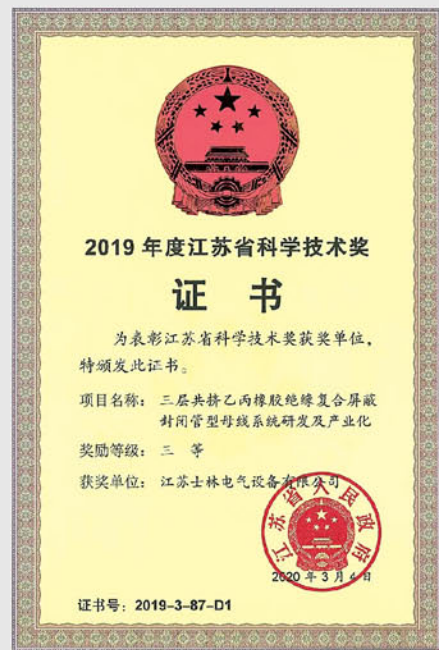 2019 年度江苏省科学技术奖
证 书
为表彰江苏省科学技术奖获奖单位，
特颁发此证书。
项目名称： 三层共挤乙丙橡胶绝缘复合屏蔽
封闭管型母线系统研发及产业化
奖励等级： 三 等
获奖单位： 江苏士林电气设备有限公司
江苏省人民政府
2020 年 3 月 4 日
证书号：2019-3-87-D1